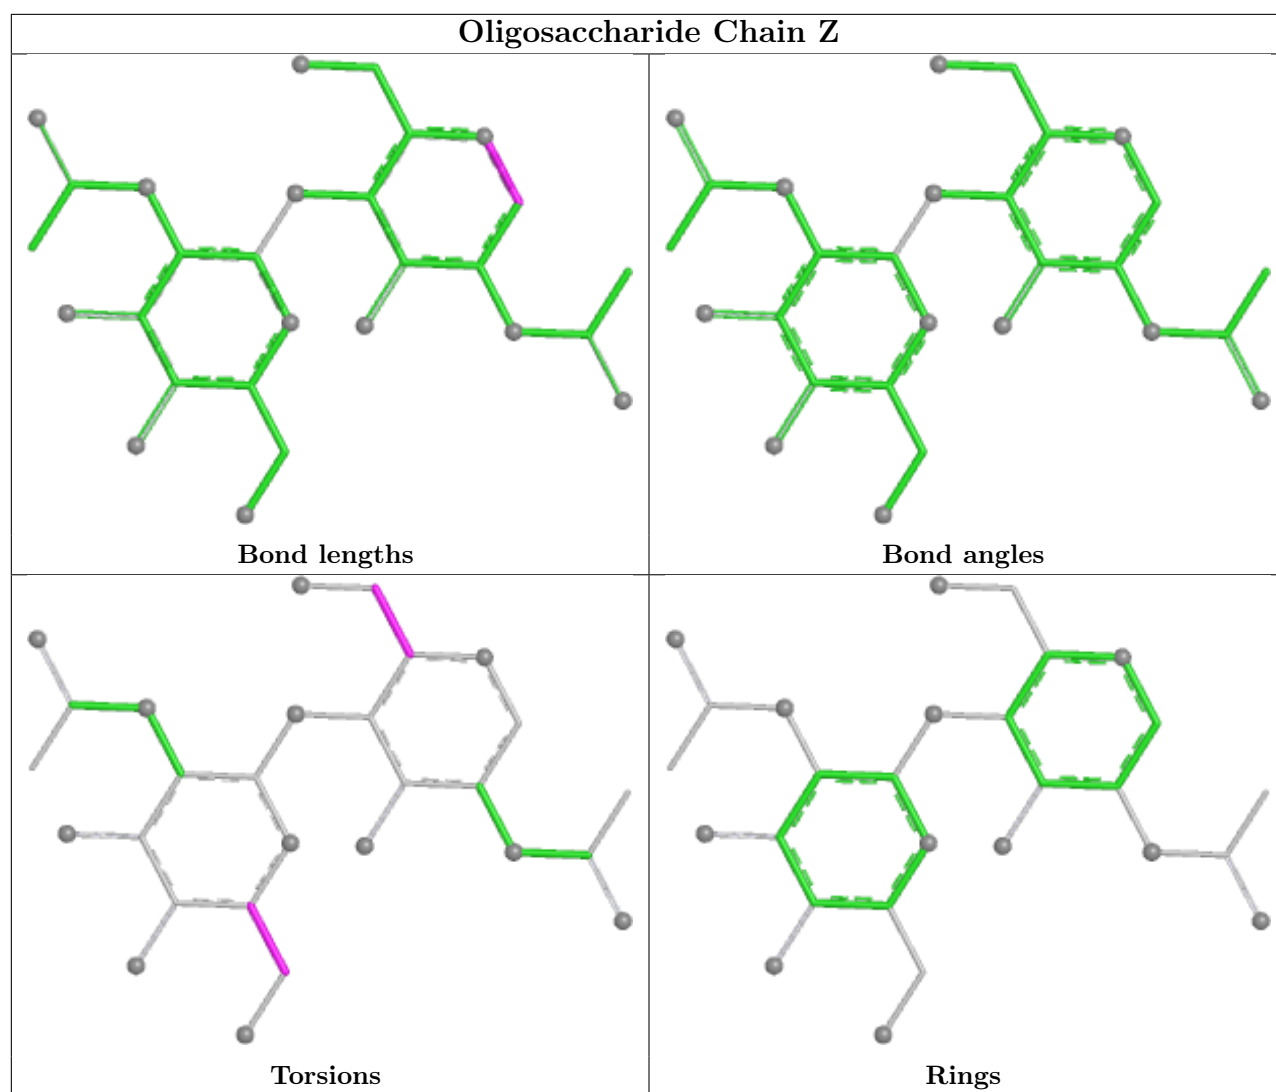 Oligosaccharide Chain Z
Bond lengths
Bond angles
Torsions
Rings